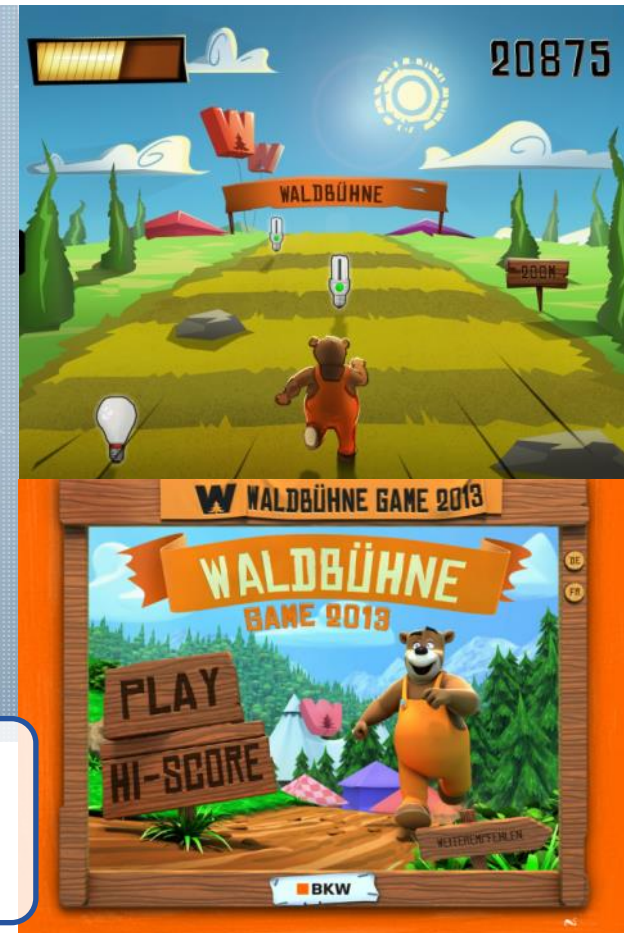 20875
W
W
WALDBÜHNE
200M
W WALDBÜHNE GAME 2013
WALDBÜHNE
GAME 2013
DE
FR
PLAY
W
HI-SCORE
WEITEREMPFEHLEN
BKW